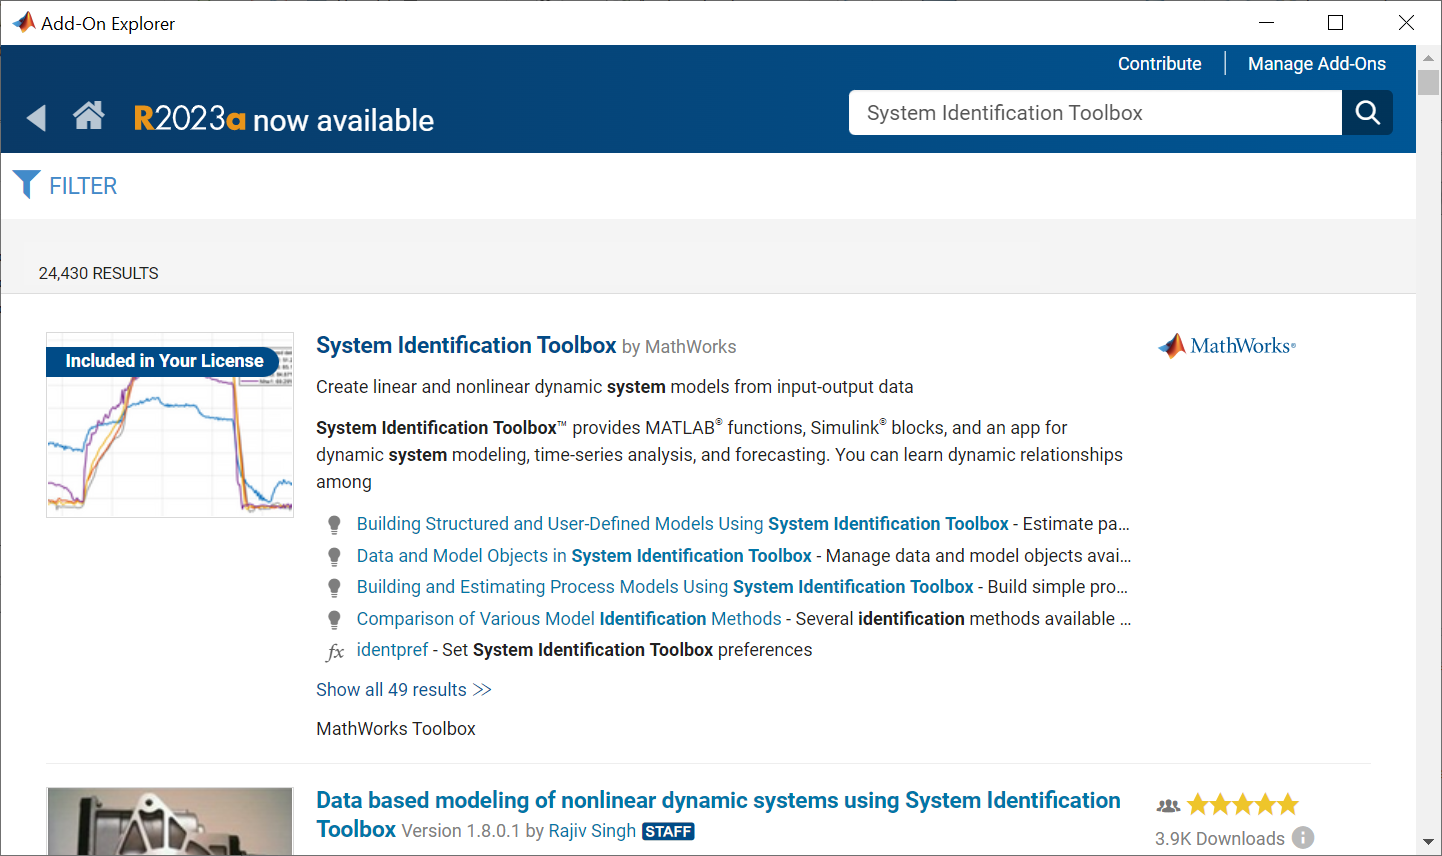 Add-On Explorer
Contribute
Manage Add-Ons
R2023a now available
System Identification Toolbox
FILTER
24,430 RESULTS
Included in Your License
System Identification Toolbox by MathWorks
MathWorks®
Create linear and nonlinear dynamic system models from input-output data
System Identification Toolbox™ provides MATLAB® functions, Simulink® blocks, and an app for
dynamic system modeling, time-series analysis, and forecasting. You can learn dynamic relationships
among
Building Structured and User-Defined Models Using System Identification Toolbox - Estimate pa...
Data and Model Objects in System Identification Toolbox - Manage data and model objects avai...
Building and Estimating Process Models Using System Identification Toolbox - Build simple pro...
Comparison of Various Model Identification Methods - Several identification methods available ...
fx identpref - Set System Identification Toolbox preferences
Show all 49 results >>
MathWorks Toolbox
Data based modeling of nonlinear dynamic systems using System Identification
Toolbox Version 1.8.0.1 by Rajiv Singh STAFF
3.9K Downloads